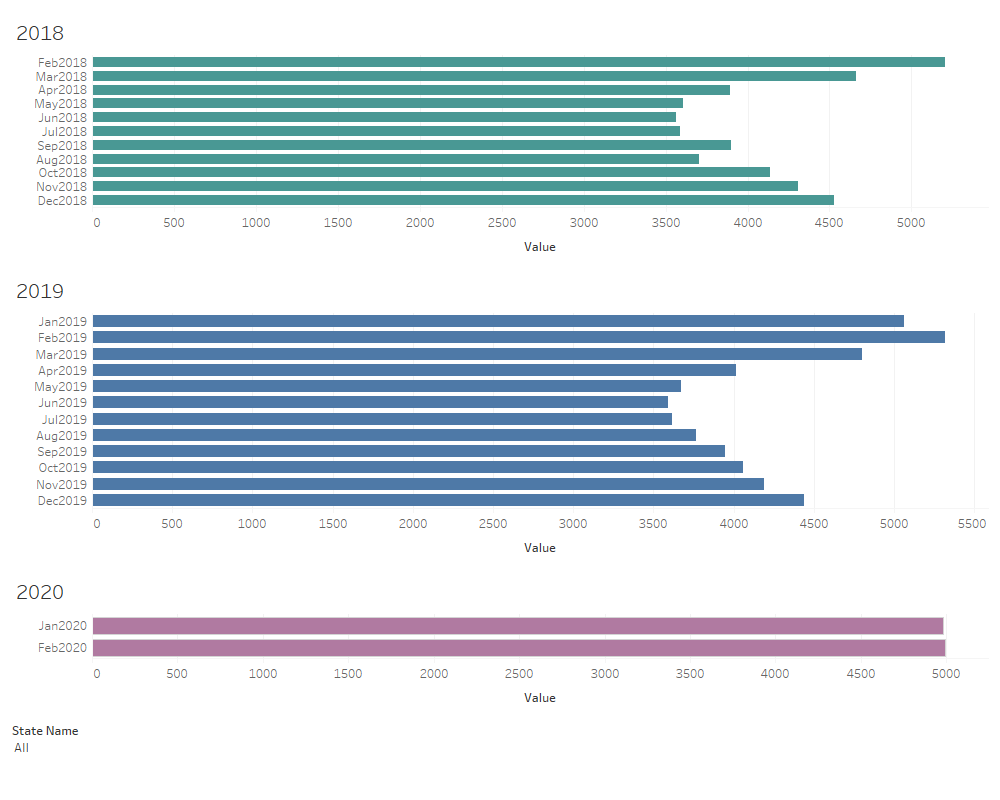 2018
Feb2018
Mar2018
Apr2018
May2018
Jun2018
Jul2018
Sep2018
Aug2018
Oct2018
Nov2018
Dec2018
0 500 1000 1500 2000 2500 3000 3500 4000 4500 5000
Value
2019
Jan2019
Feb2019
Mar2019
Apr2019
May2019
Jun2019
Jul2019
Aug2019
Sep2019
Oct2019
Nov2019
Dec2019
0 500 1000 1500 2000 2500 3000 3500 4000 4500 5000 5500
Value
2020
Jan2020
Feb2020
0 500 1000 1500 2000 2500 3000 3500 4000 4500 5000
Value
State Name
All